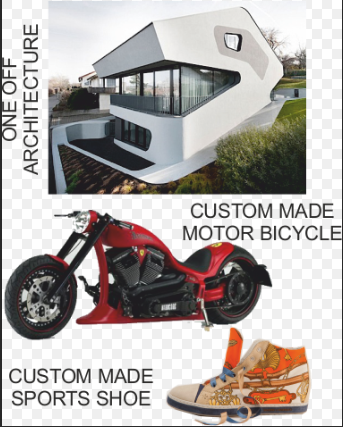 ONE OFF
ARCHITECTURE
CUSTOM MADE
MOTOR BICYCLE
CUSTOM MADE
SPORTS SHOE